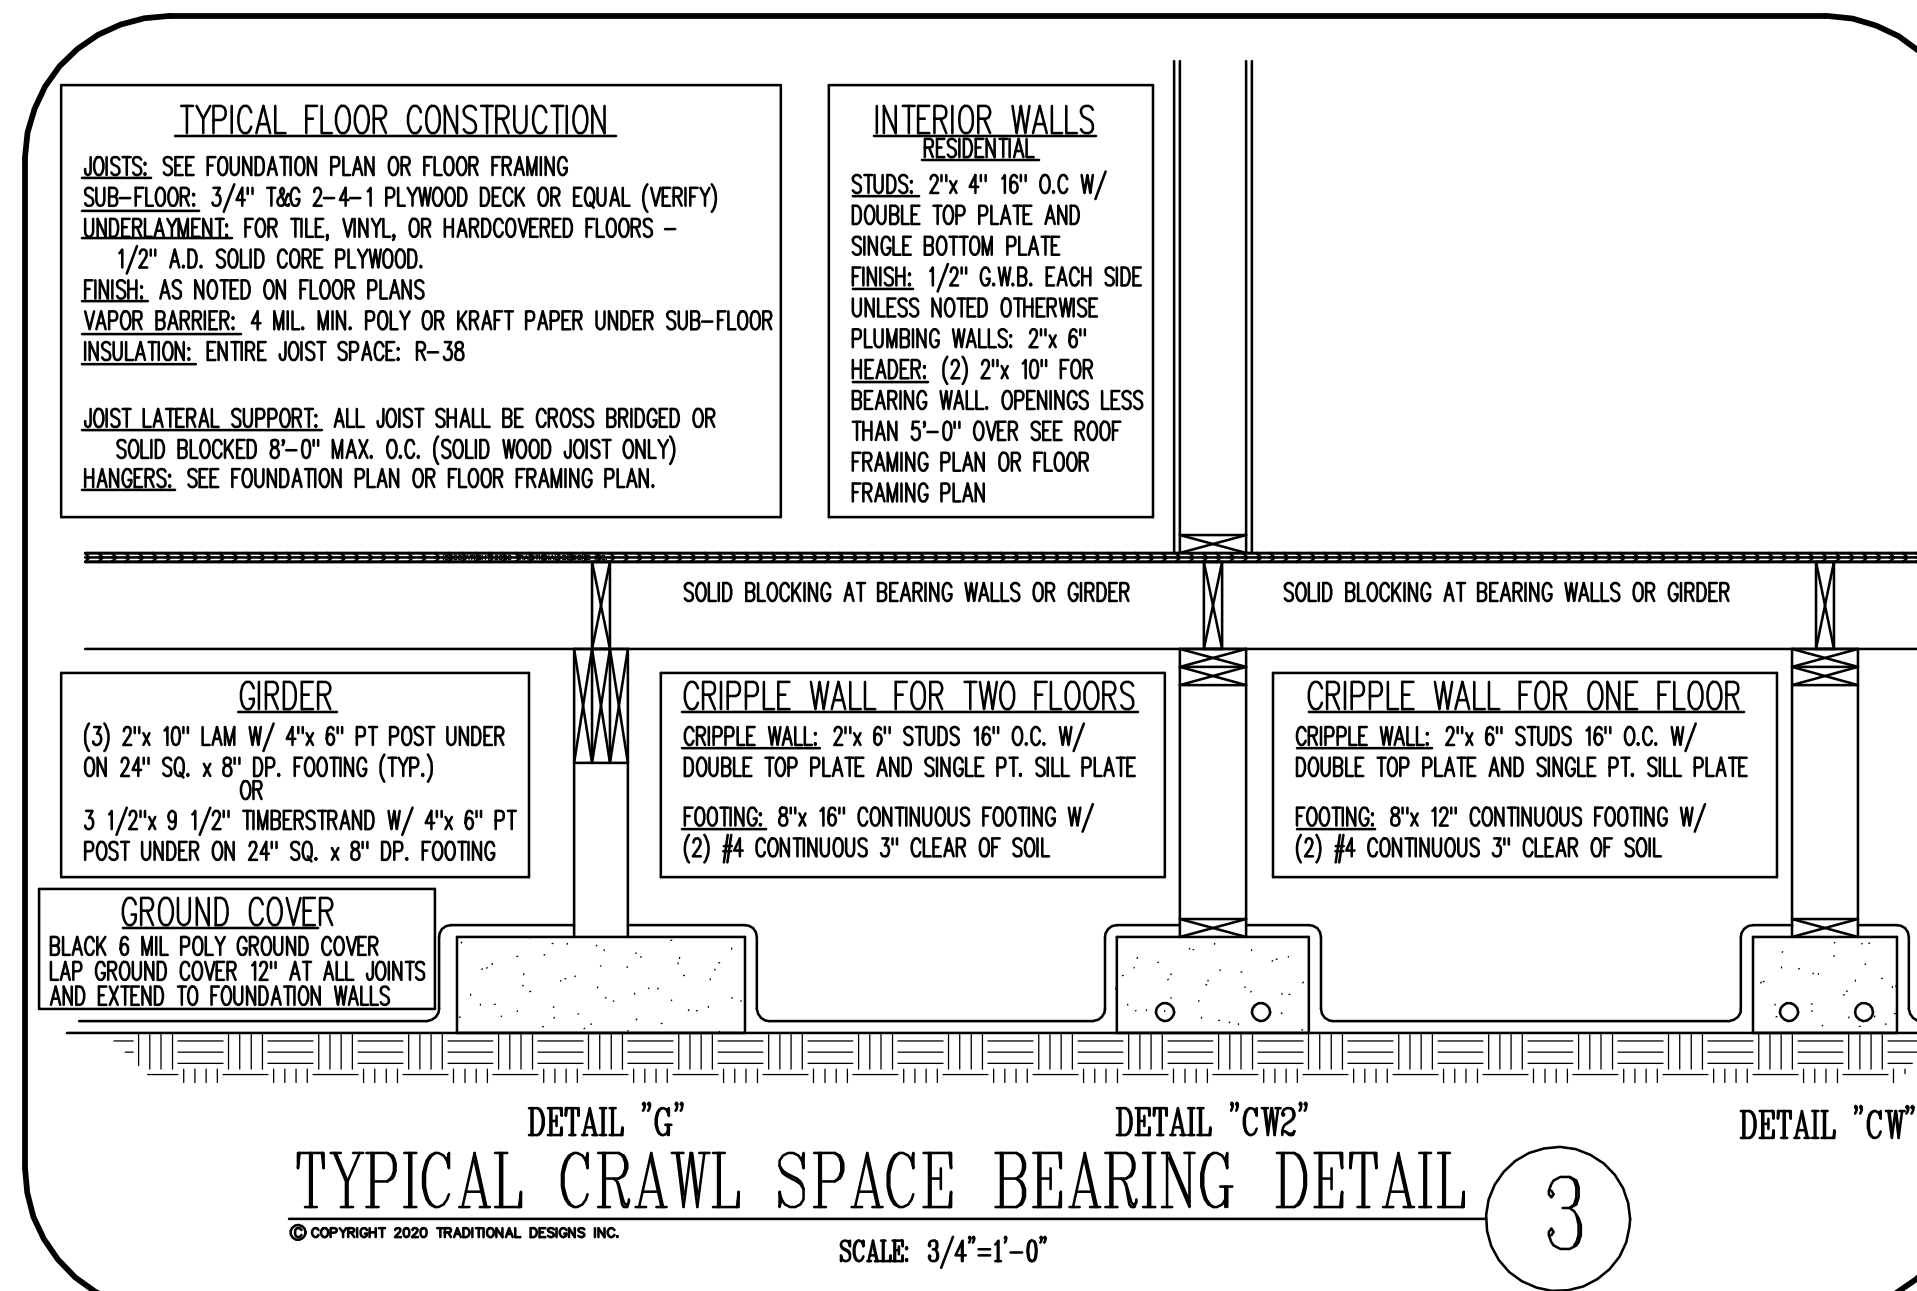 TYPICAL FLOOR CONSTRUCTION
JOISTS: SEE FOUNDATION PLAN OR FLOOR FRAMING
SUB-FLOOR: 3/4" T&G 2-4-1 PLYWOOD DECK OR EQUAL (VERIFY)
UNDERLAYMENT: FOR TILE, VINYL, OR HARDCOVERED FLOORS -
1/2" A.D. SOLID CORE PLYWOOD.
FINISH: AS NOTED ON FLOOR PLANS
VAPOR BARRIER: 4 MIL. MIN. POLY OR KRAFT PAPER UNDER SUB-FLOOR
INSULATION: ENTIRE JOIST SPACE: R-38
JOIST LATERAL SUPPORT: ALL JOIST SHALL BE CROSS BRIDGED OR
SOLID BLOCKED 8'-0" MAX. O.C. (SOLID WOOD JOIST ONLY)
HANGERS: SEE FOUNDATION PLAN OR FLOOR FRAMING PLAN.
INTERIOR WALLS
RESIDENTIAL
STUDS: 2"x 4" 16" O.C W/
DOUBLE TOP PLATE AND
SINGLE BOTTOM PLATE
FINISH: 1/2" G.W.B. EACH SIDE
UNLESS NOTED OTHERWISE
PLUMBING WALLS: 2"x 6"
HEADER: (2) 2"x 10" FOR
BEARING WALL. OPENINGS LESS
THAN 5'-0" OVER SEE ROOF
FRAMING PLAN OR FLOOR
FRAMING PLAN
SOLID BLOCKING AT BEARING WALLS OR GIRDER
SOLID BLOCKING AT BEARING WALLS OR GIRDER
GIRDER
(3) 2"x 10" LAM W/ 4"x 6" PT POST UNDER
ON 24" SQ. x 8" DP. FOOTING (TYP.)
OR
3 1/2"x 9 1/2" TIMBERSTRAND W/ 4"x 6" PT
POST UNDER ON 24" SQ. x 8" DP. FOOTING
CRIPPLE WALL FOR TWO FLOORS
CRIPPLE WALL: 2"x 6" STUDS 16" O.C. W/
DOUBLE TOP PLATE AND SINGLE PT. SILL PLATE
FOOTING: 8"x 16" CONTINUOUS FOOTING W/
(2) #4 CONTINUOUS 3" CLEAR OF SOIL
CRIPPLE WALL FOR ONE FLOOR
CRIPPLE WALL: 2"x 6" STUDS 16" O.C. W/
DOUBLE TOP PLATE AND SINGLE PT. SILL PLATE
FOOTING: 8"x 12" CONTINUOUS FOOTING W/
(2) #4 CONTINUOUS 3" CLEAR OF SOIL
GROUND COVER
BLACK 6 MIL POLY GROUND COVER
LAP GROUND COVER 12" AT ALL JOINTS
AND EXTEND TO FOUNDATION WALLS
DETAIL "G"
DETAIL "CW2"
DETAIL "CW"
TYPICAL CRAWL SPACE BEARING DETAIL
3
© COPYRIGHT 2020 TRADITIONAL DESIGNS INC.
SCALE: 3/4"=1'-0"